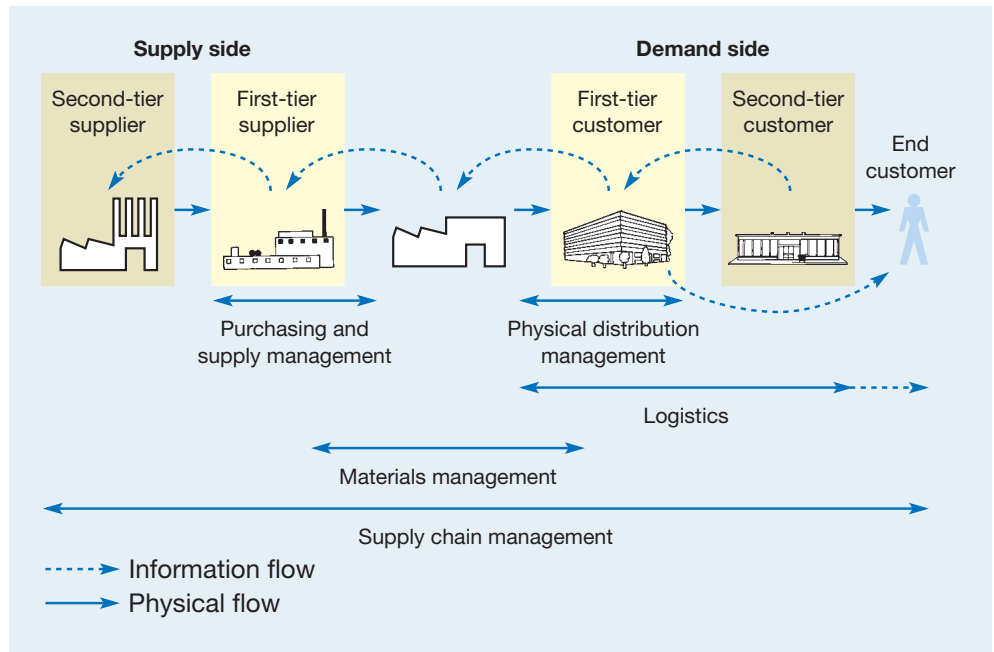 Supply side
Demand side
Second-tier
supplier
First-tier
supplier
First-tier
customer
Second-tier
customer
End
customer
Purchasing and
supply management
Physical distribution
management
Logistics
Materials management
Supply chain management
Information flow
Physical flow